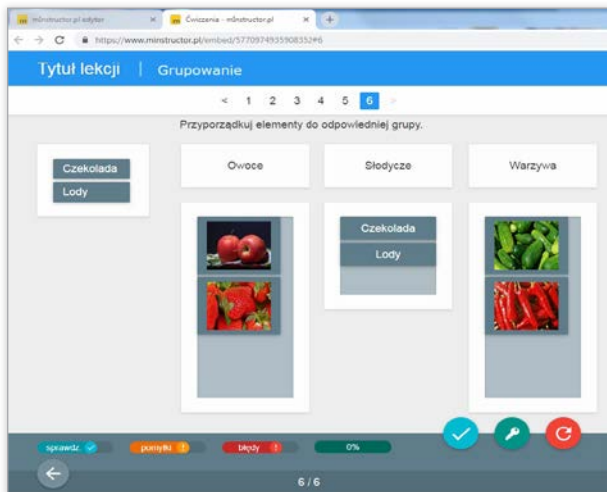 minstructor.pl edytor
Ćwiczenia - minstructor.pl
https://www.minstructor.pl/embed/5770974935908332#6
Tytuł lekcji | Grupowanie
< 1 2 3 4 5 6 >
Przyporządkuj elementy do odpowiedniej grupy.
Czekolada
Lody
Owoce
Słodycze
Warzywa
Czekolada
Lody
sprawdź
pomyłki
błędy
0%
6 / 6